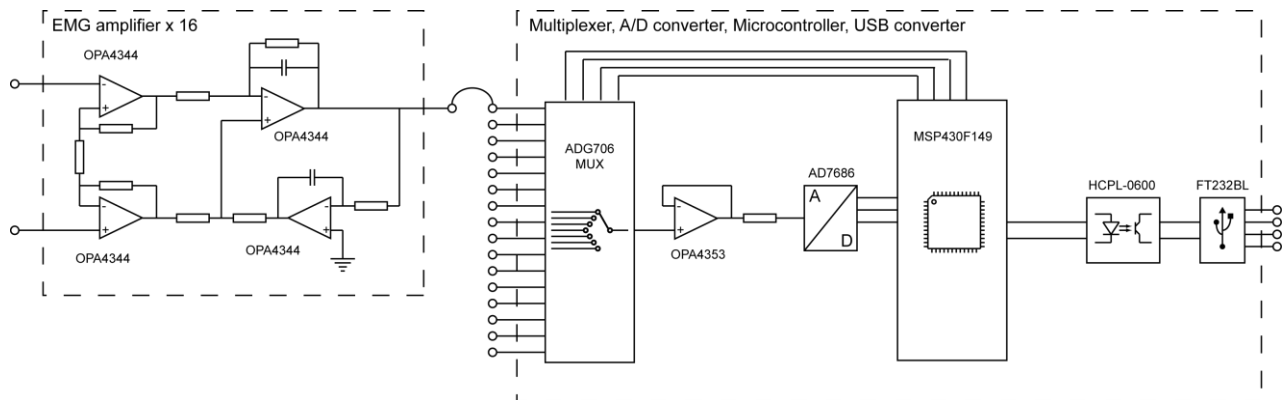 EMG amplifier x 16
Multiplexer, A/D converter, Microcontroller, USB converter
OPA4344
-
+
-
+
OPA4344
ADG706
MUX
MSP430F149
AD7686
A
D
HCPL-0600
FT232BL
-
+
OPA4344
-
+
OPA4344
-
+
OPA4353